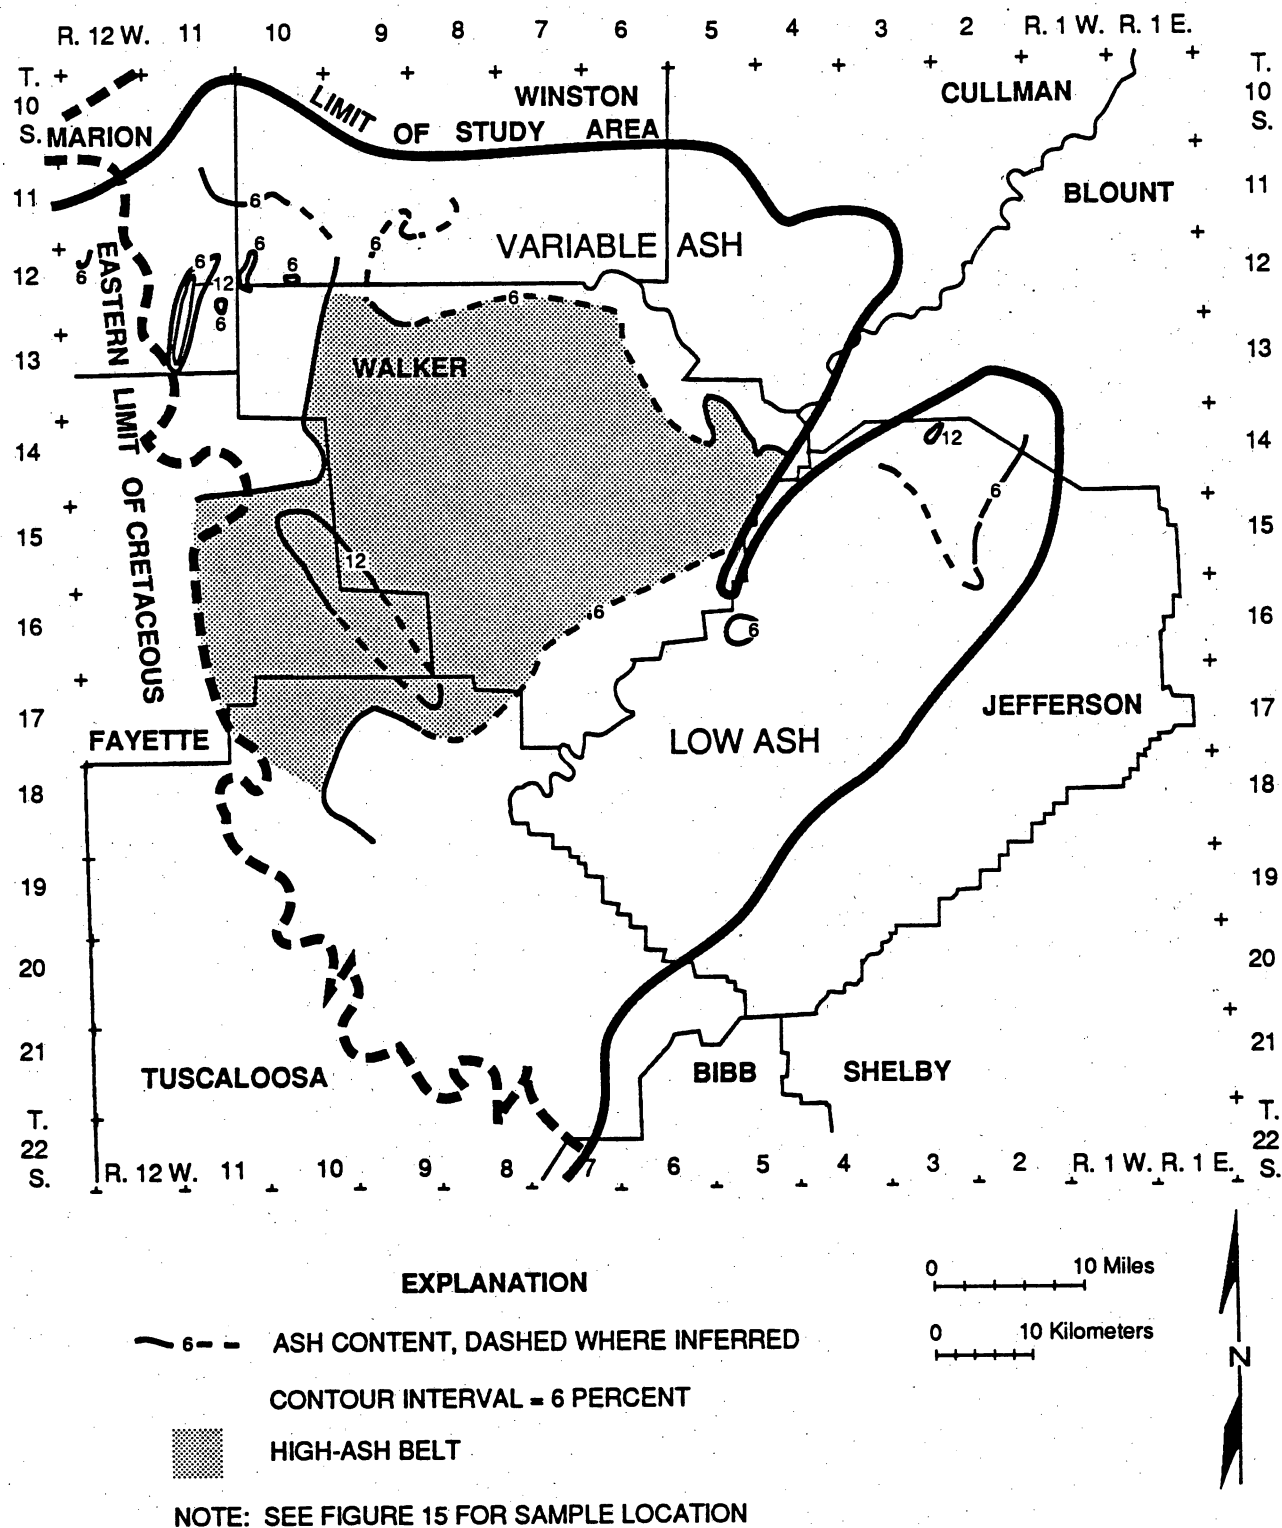 R. 12 W. 11 10 9 8 7 6 5 4 3 2 R. 1 W. R. 1 E.
T. T.
10 10
S. S.
LIMIT OF STUDY AREA
WINSTON
CULLMAN
MARION
11 11
BLOUNT
6
6
VARIABLE ASH
6 6 6 6
12 12
12
6
6
EASTERN LIMIT OF CRETACEOUS
13 13
WALKER
14 14
12
6
15 15
12
16 16
6
6
17 17
JEFFERSON
FAYETTE
LOW ASH
18 18
19 19
20 20
21 21
TUSCALOOSA
BIBB
SHELBY
T. T.
22 22
S. S.
R. 12 W. 11 10 9 8 7 6 5 4 3 2 R. 1 W. R. 1 E.
EXPLANATION
0 10 Miles
6 ASH CONTENT, DASHED WHERE INFERRED
0 10 Kilometers
N
CONTOUR INTERVAL = 6 PERCENT
HIGH-ASH BELT
NOTE: SEE FIGURE 15 FOR SAMPLE LOCATION